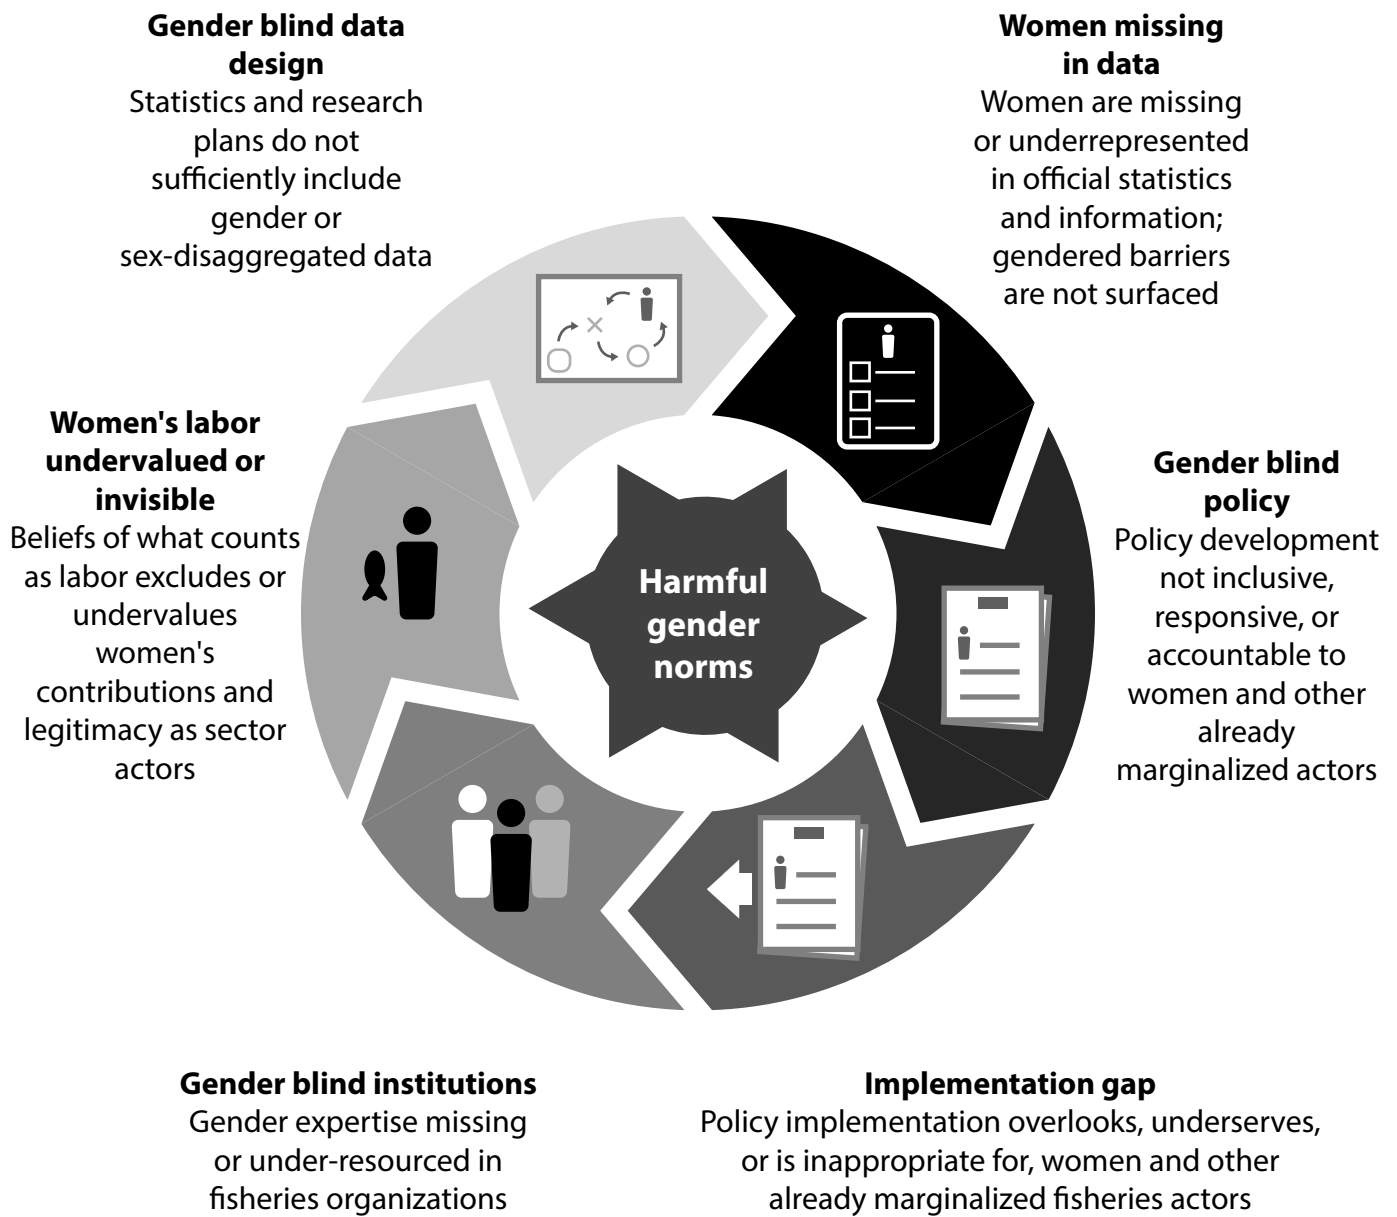 Gender blind data
design
Statistics and research
plans do not
sufficiently include
gender or
sex-disaggregated data
Women missing
in data
Women are missing
or underrepresented
in official statistics
and information;
gendered barriers
are not surfaced
Women's labor
undervalued or
invisible
Beliefs of what counts
as labor excludes or
undervalues
women's
contributions and
legitimacy as sector
actors
Harmful
gender
norms
Gender blind
policy
Policy development
not inclusive,
responsive, or
accountable to
women and other
already
marginalized actors
Gender blind institutions
Gender expertise missing
or under-resourced in
fisheries organizations
Implementation gap
Policy implementation overlooks, underserves,
or is inappropriate for, women and other
already marginalized fisheries actors